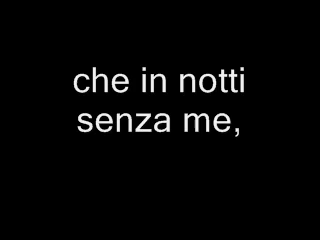 che in notti
senza me,